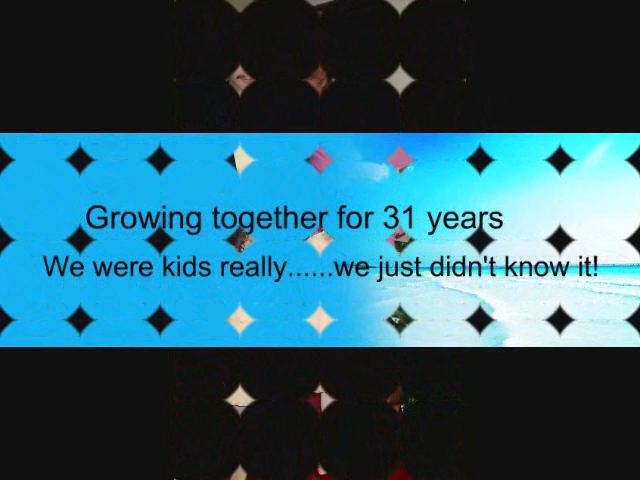 Growing together for 31 years
We were kids really......we just didn't know it!